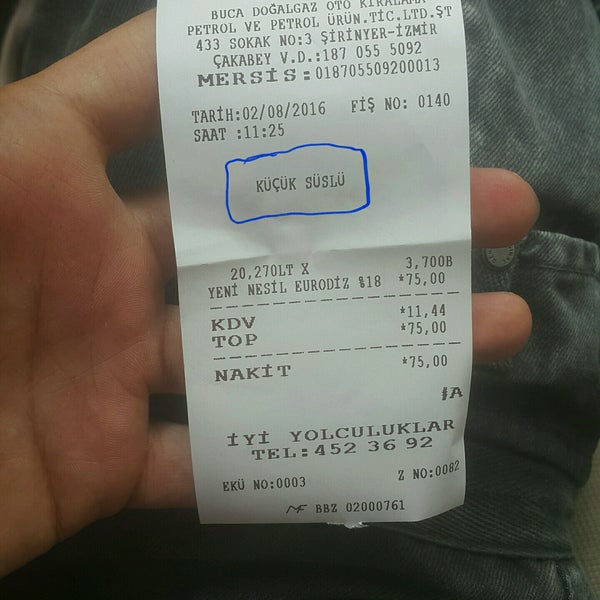 BUCA DOĞALGAZ OTO KİRALAMA
PETROL VE PETROL ÜRÜN.TİC.LTD.ŞT
433 SOKAK NO:3 ŞİRİNYER-İZMİR
ÇAKABEY V.D.:187 055 5092
MERSİS:018705509200013
TARİH:02/08/2016 FİŞ NO: 0140
SAAT :11:25
KÜÇÜK SÜSLÜ
20,270LT X 3,700B
YENİ NESİL EURODİZ %18 *75,00
KDV *11,44
TOP *75,00
NAKİT *75,00
#A
İYİ YOLCULUKLAR
TEL:452 36 92
EKÜ NO:0003 Z NO:0082
MF BBZ 02000761